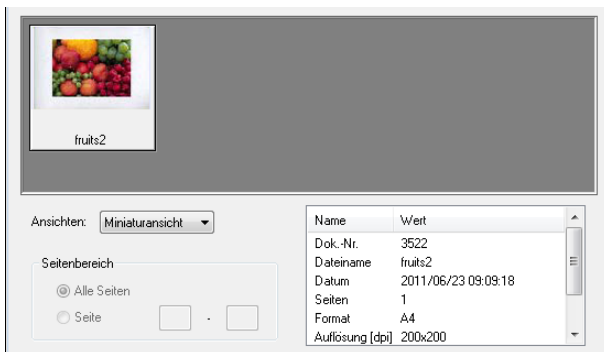 fruits2
Ansichten: Miniaturansicht
Seitenbereich
Alle Seiten
Seite -
Name Wert
Dok.-Nr. 3522
Dateiname fruits2
Datum 2011/06/23 09:09:18
Seiten 1
Format A4
Auflösung [dpi] 200x200